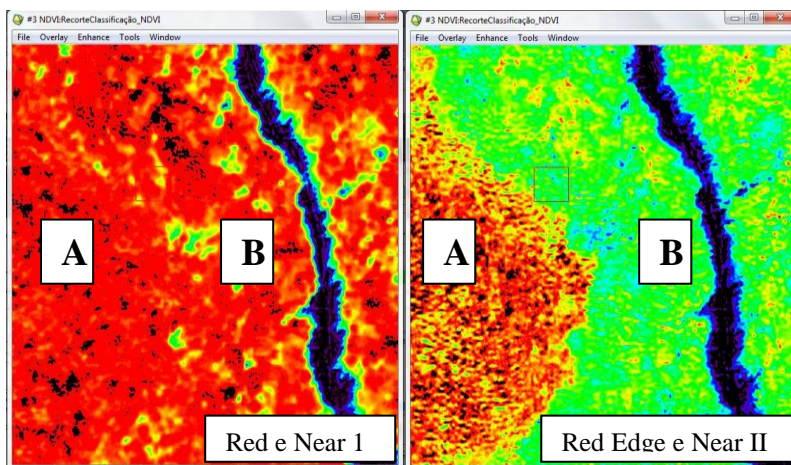 #3 NDVI:RecorteClassificação_NDVI
File Overlay Enhance Tools Window
A
B
Red e Near 1
#3 NDVI:RecorteClassificação_NDVI
File Overlay Enhance Tools Window
A
B
Red Edge e Near II